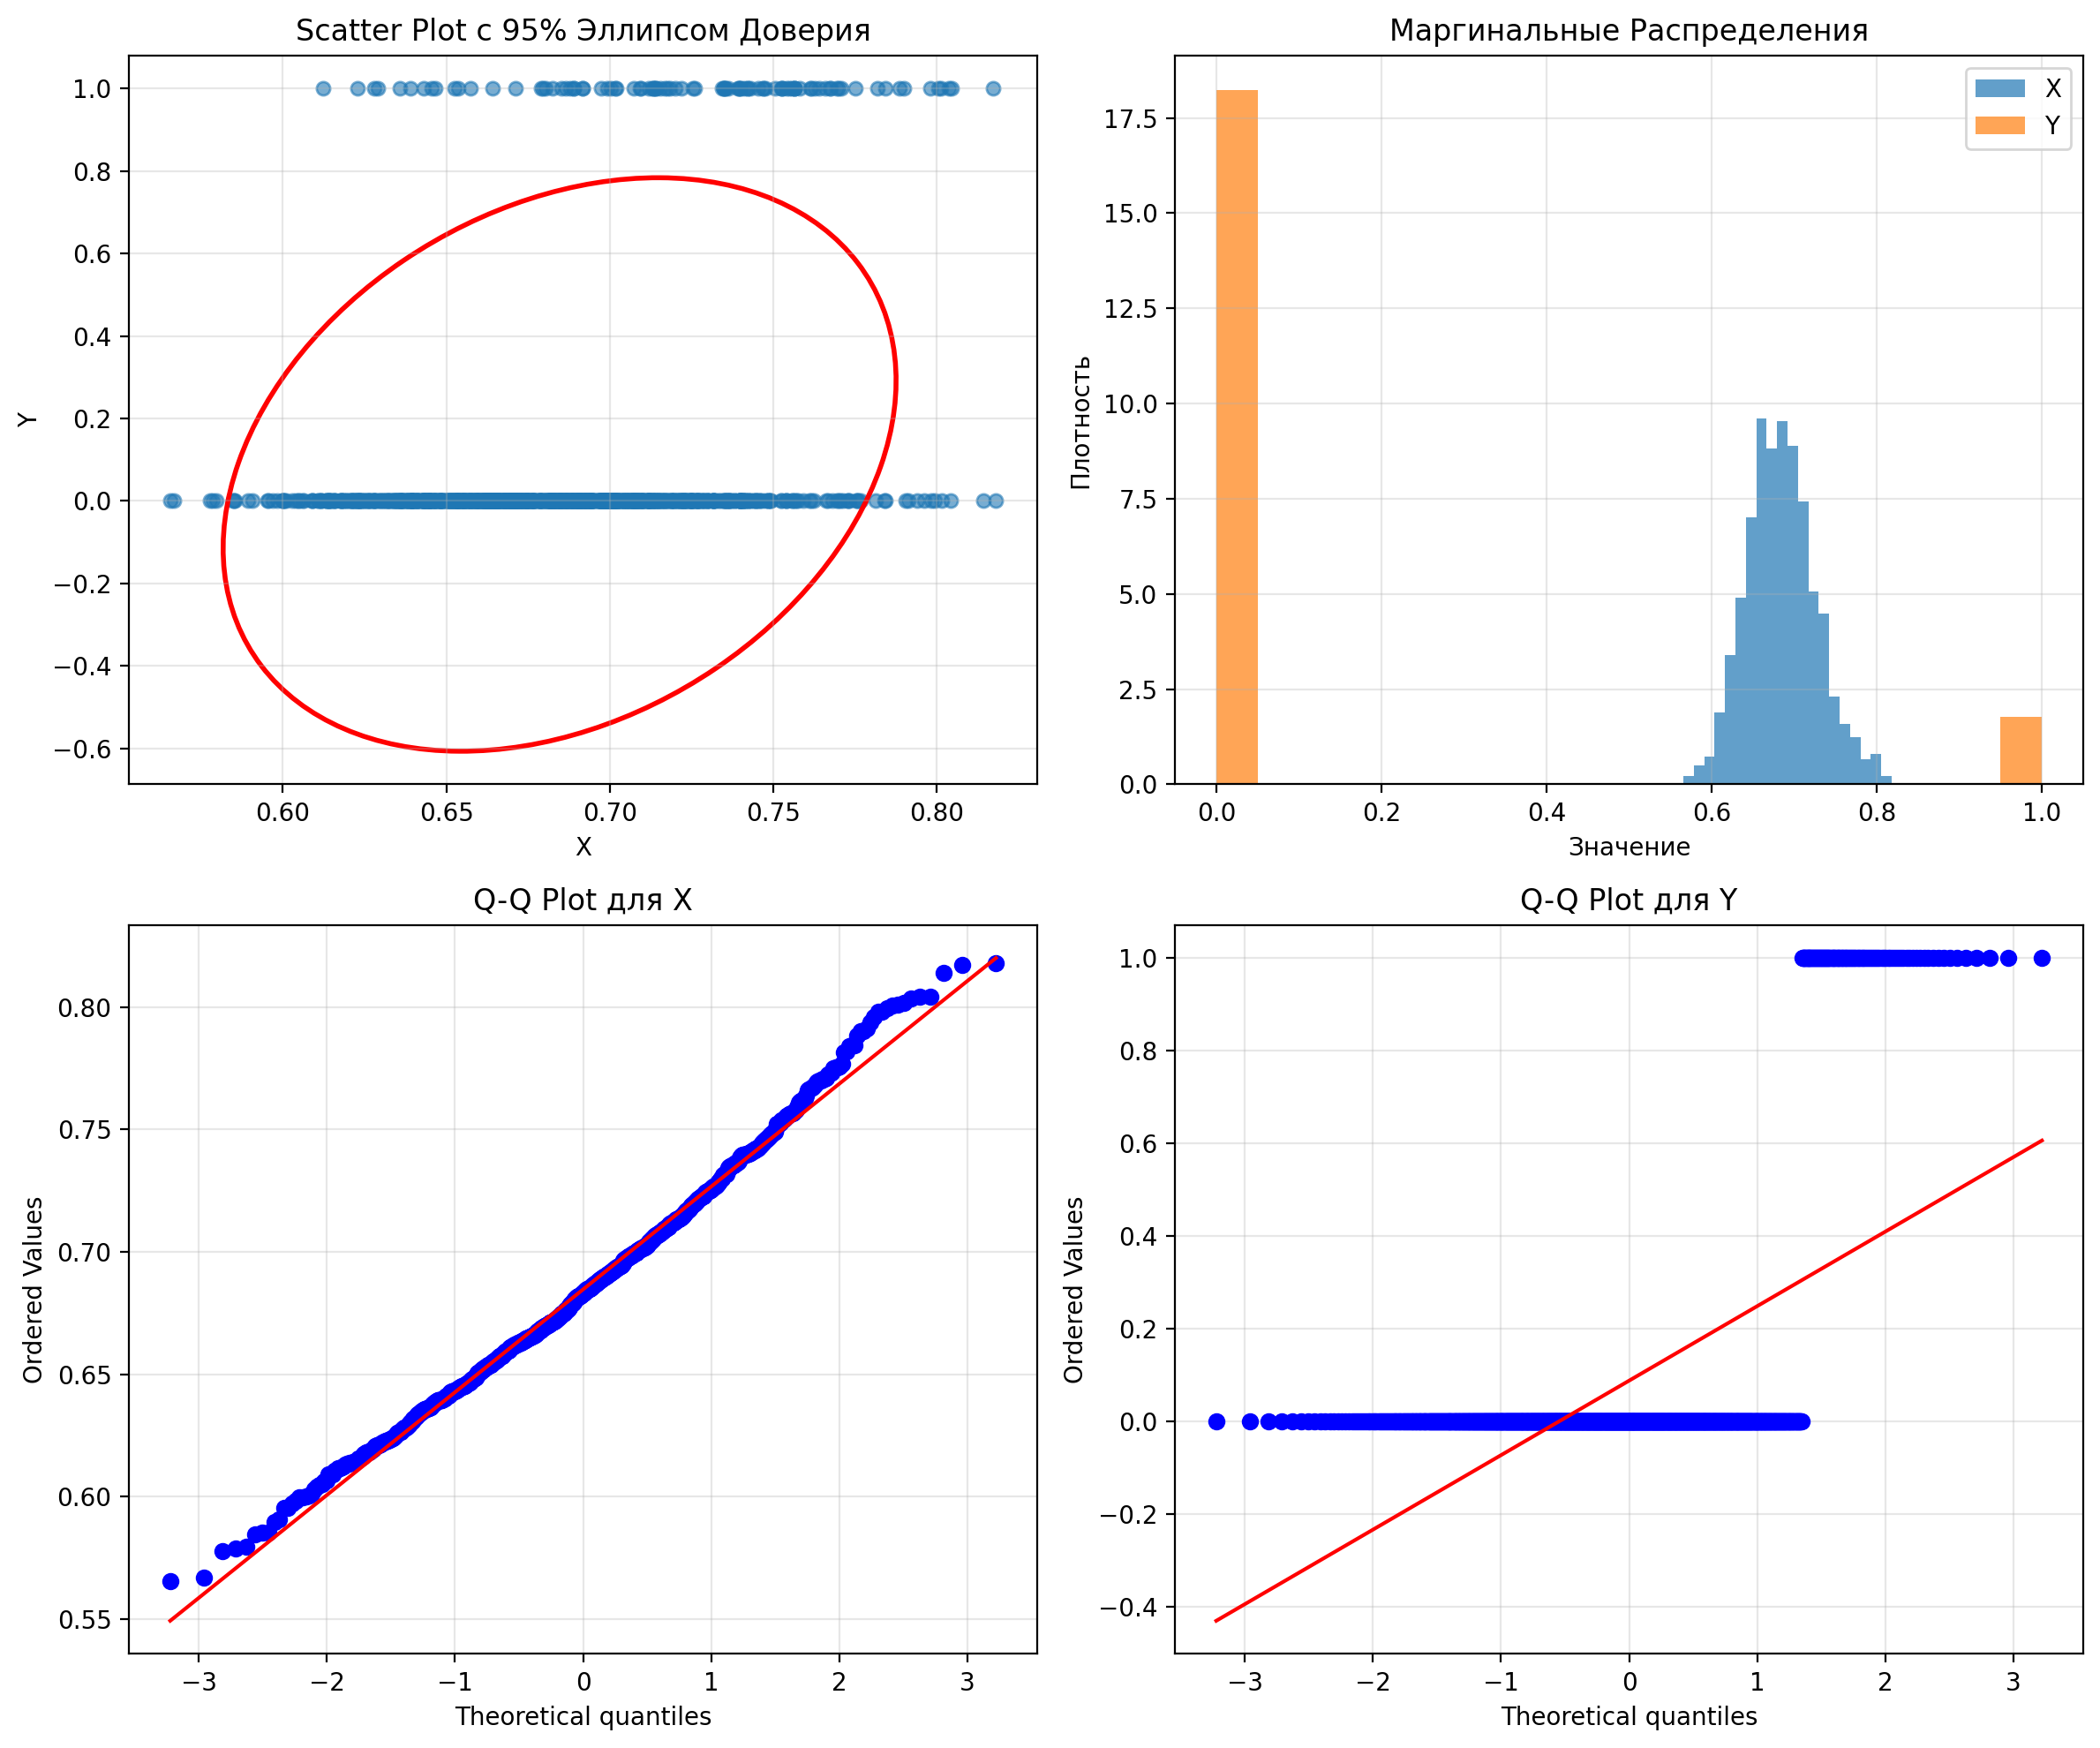 Scatter Plot с 95% Эллипсом Доверия
1.0
0.8
0.6
0.4
0.2
0.0
−0.2
−0.4
−0.6
Y
0.60 0.65 0.70 0.75 0.80
X
Маргинальные Распределения
X
Y
17.5
15.0
12.5
10.0
7.5
5.0
2.5
0.0
Плотность
0.0 0.2 0.4 0.6 0.8 1.0
Значение
Q-Q Plot для X
0.80
0.75
0.70
0.65
0.60
0.55
Ordered Values
−3 −2 −1 0 1 2 3
Theoretical quantiles
Q-Q Plot для Y
1.0
0.8
0.6
0.4
0.2
0.0
−0.2
−0.4
Ordered Values
−3 −2 −1 0 1 2 3
Theoretical quantiles